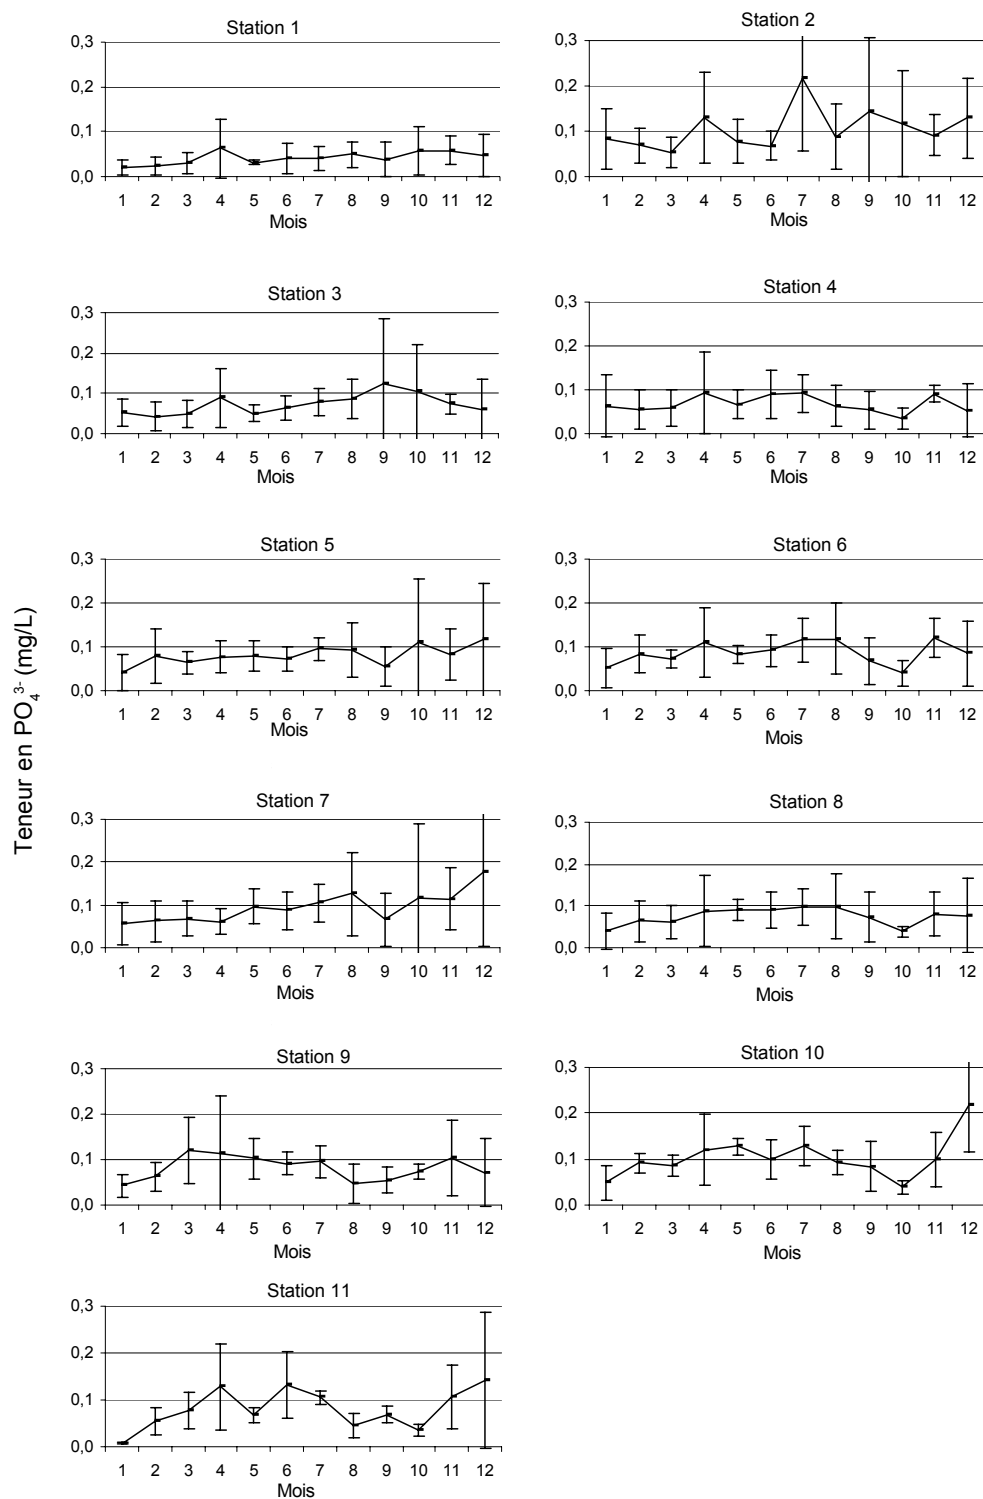 Teneur en PO₄³⁻ (mg/L)
Station 1
0,3
0,2
0,1
0,0
1 2 3 4 5 6 7 8 9 10 11 12
Mois
Station 2
0,3
0,2
0,1
0,0
1 2 3 4 5 6 7 8 9 10 11 12
Mois
Station 3
0,3
0,2
0,1
0,0
1 2 3 4 5 6 7 8 9 10 11 12
Mois
Station 4
0,3
0,2
0,1
0,0
1 2 3 4 5 6 7 8 9 10 11 12
Mois
Station 5
0,3
0,2
0,1
0,0
1 2 3 4 5 6 7 8 9 10 11 12
Mois
Station 6
0,3
0,2
0,1
0,0
1 2 3 4 5 6 7 8 9 10 11 12
Mois
Station 7
0,3
0,2
0,1
0,0
1 2 3 4 5 6 7 8 9 10 11 12
Mois
Station 8
0,3
0,2
0,1
0,0
1 2 3 4 5 6 7 8 9 10 11 12
Mois
Station 9
0,3
0,2
0,1
0,0
1 2 3 4 5 6 7 8 9 10 11 12
Mois
Station 10
0,3
0,2
0,1
0,0
1 2 3 4 5 6 7 8 9 10 11 12
Mois
Station 11
0,3
0,2
0,1
0,0
1 2 3 4 5 6 7 8 9 10 11 12
Mois